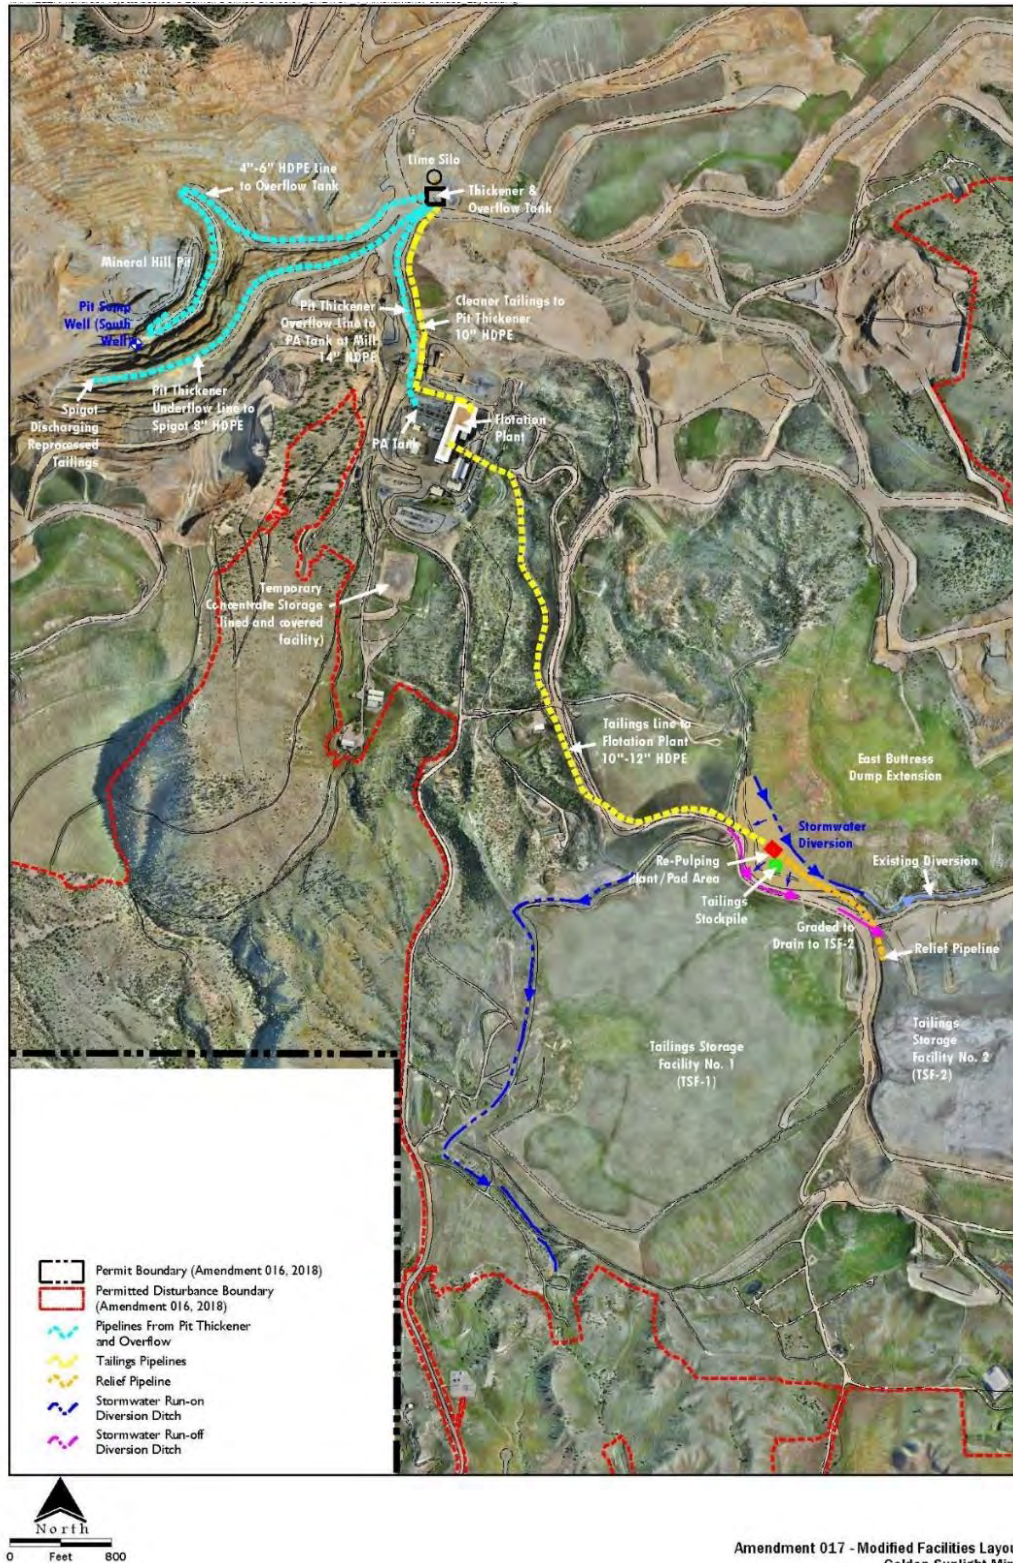 Lime Silo
4"-6" HDPE Line
to Overflow Tank
Thickener &
Overflow Tank
Mineral Hill Pit
Pit Sump
Well (South
Well)
Pit Thickener
Overflow Line to
PA Tank at Mill
14" HDPE
Cleaner Tailings to
Pit Thickener
10" HDPE
Spigot
Discharging
Reprocessed
Tailings
Pit Thickener
Underflow Line to
Spigot 8" HDPE
PA Tank
Flotation
Plant
Temporary
Concentrate Storage
lined and covered
facility)
Tailings Line to
Flotation Plant
10"-12" HDPE
East Buttress
Dump Extension
Stormwater
Diversion
Existing Diversion
Re-Pulping
Plant/Pad Area
Tailings
Stockpile
Graded to
Drain to TSF-2
Relief Pipeline
Tailings Storage
Facility No. 1
(TSF-1)
Tailings
Storage
Facility No. 2
(TSF-2)
Permit Boundary (Amendment 016, 2018)
Permitted Disturbance Boundary
(Amendment 016, 2018)
Pipelines From Pit Thickener
and Overflow
Tailings Pipelines
Relief Pipeline
Stormwater Run-on
Diversion Ditch
Stormwater Run-off
Diversion Ditch
North
0 Feet 800
Amendment 017 - Modified Facilities Layou
Golden Sunlight Min